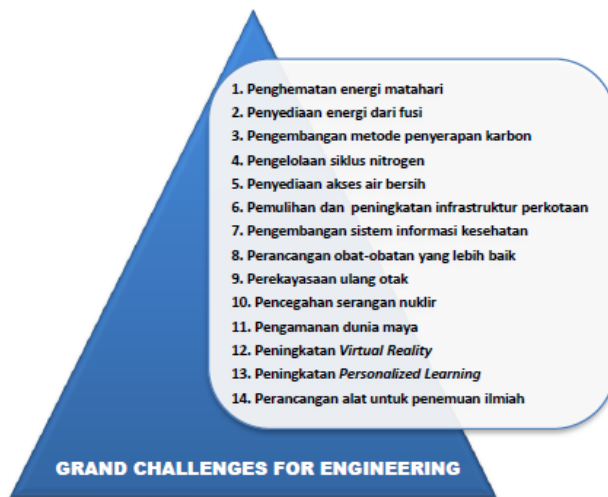 1. Penghematan energi matahari
2. Penyediaan energi dari fusi
3. Pengembangan metode penyerapan karbon
4. Pengelolaan siklus nitrogen
5. Penyediaan akses air bersih
6. Pemulihan dan peningkatan infrastruktur perkotaan
7. Pengembangan sistem informasi kesehatan
8. Perancangan obat-obatan yang lebih baik
9. Perekayasaan ulang otak
10. Pencegahan serangan nuklir
11. Pengamanan dunia maya
12. Peningkatan Virtual Reality
13. Peningkatan Personalized Learning
14. Perancangan alat untuk penemuan ilmiah
GRAND CHALLENGES FOR ENGINEERING